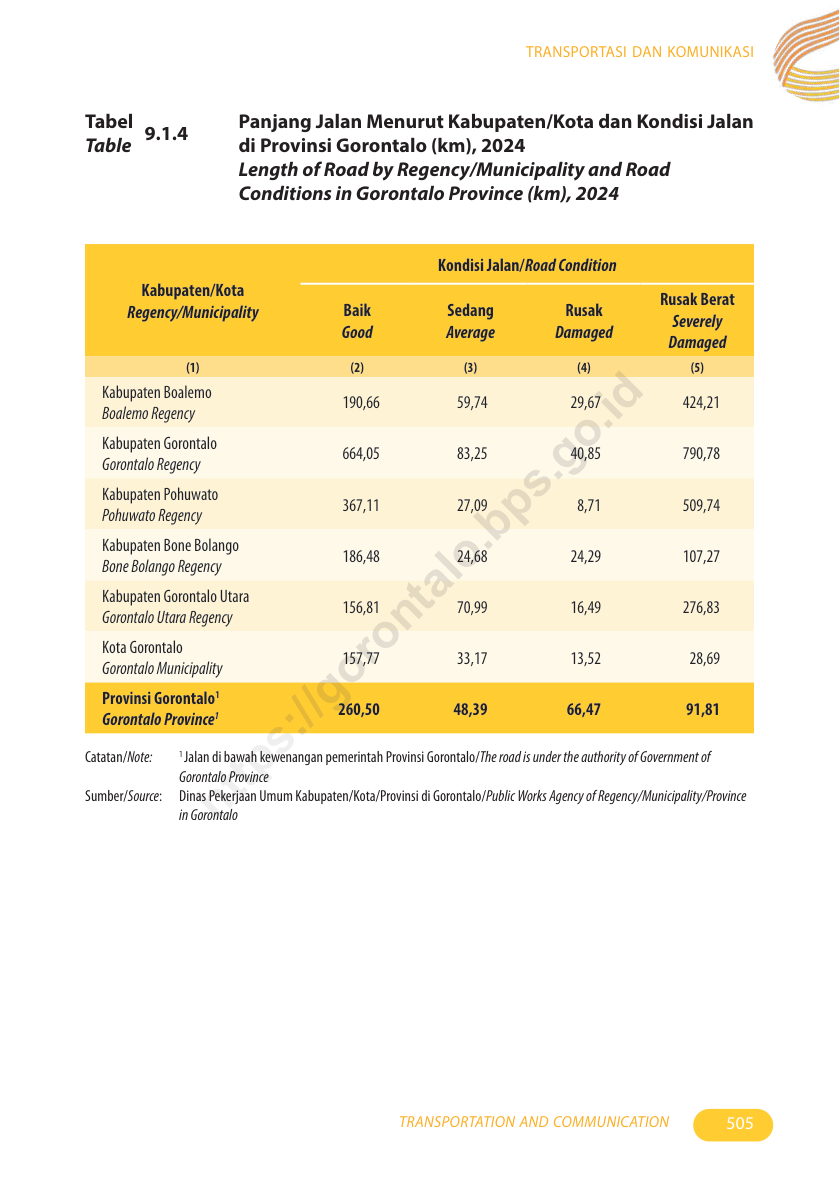 TRANSPORTASI DAN KOMUNIKASI
Tabel
Table
9.1.4
Panjang Jalan Menurut Kabupaten/Kota dan Kondisi Jalan
di Provinsi Gorontalo (km), 2024
Length of Road by Regency/Municipality and Road
Conditions in Gorontalo Province (km), 2024
Kabupaten/Kota
Regency/Municipality
Kondisi Jalan/Road Condition
Baik
Good
Sedang
Average
Rusak
Damaged
Rusak Berat
Severely
Damaged
(1) (2) (3) (4) (5)
Kabupaten Boalemo
Boalemo Regency
190,66 59,74 29,67 424,21
Kabupaten Gorontalo
Gorontalo Regency
664,05 83,25 40,85 790,78
Kabupaten Pohuwato
Pohuwato Regency
367,11 27,09 8,71 509,74
Kabupaten Bone Bolango
Bone Bolango Regency
186,48 24,68 24,29 107,27
Kabupaten Gorontalo Utara
Gorontalo Utara Regency
156,81 70,99 16,49 276,83
Kota Gorontalo
Gorontalo Municipality
157,77 33,17 13,52 28,69
Provinsi Gorontalo¹
Gorontalo Province¹
260,50 48,39 66,47 91,81
Catatan/Note: ¹ Jalan di bawah kewenangan pemerintah Provinsi Gorontalo/The road is under the authority of Government of
Gorontalo Province
Sumber/Source: Dinas Pekerjaan Umum Kabupaten/Kota/Provinsi di Gorontalo/Public Works Agency of Regency/Municipality/Province
in Gorontalo
https://gorontalo.bps.go.id
TRANSPORTATION AND COMMUNICATION 505